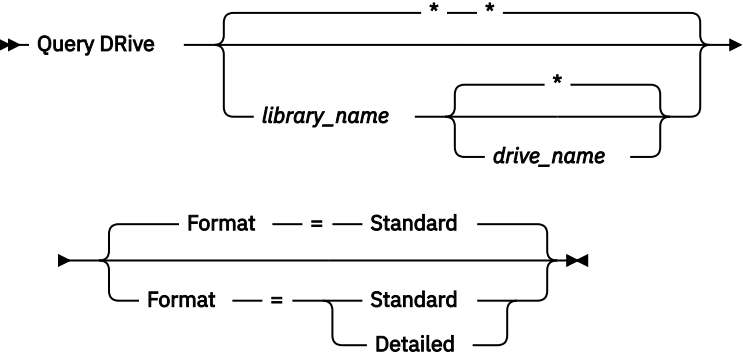 * *
Query DRive
*
library_name
drive_name
Format = Standard
Format = Standard
Detailed